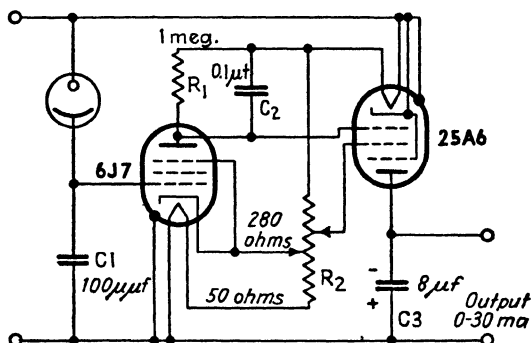 1 meg.
R1
0.1μf
C2
25A6
6J7
280
ohms
C1
100μμf
50 ohms
R2
-
8μf
+
C3
Output
0-30 ma